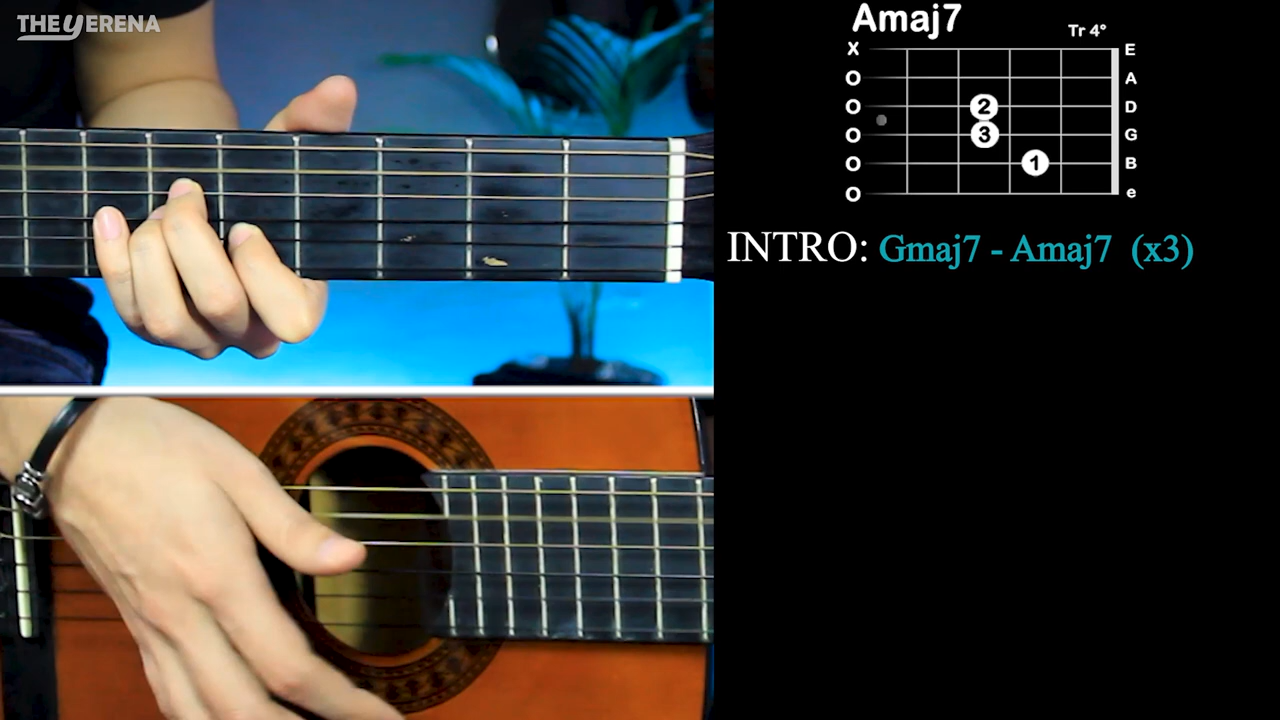 THEYERENA
Amaj7
Tr 4°
X E
O A
O 2 D
O 3 G
O 1 B
O e
INTRO: Gmaj7 - Amaj7 (x3)